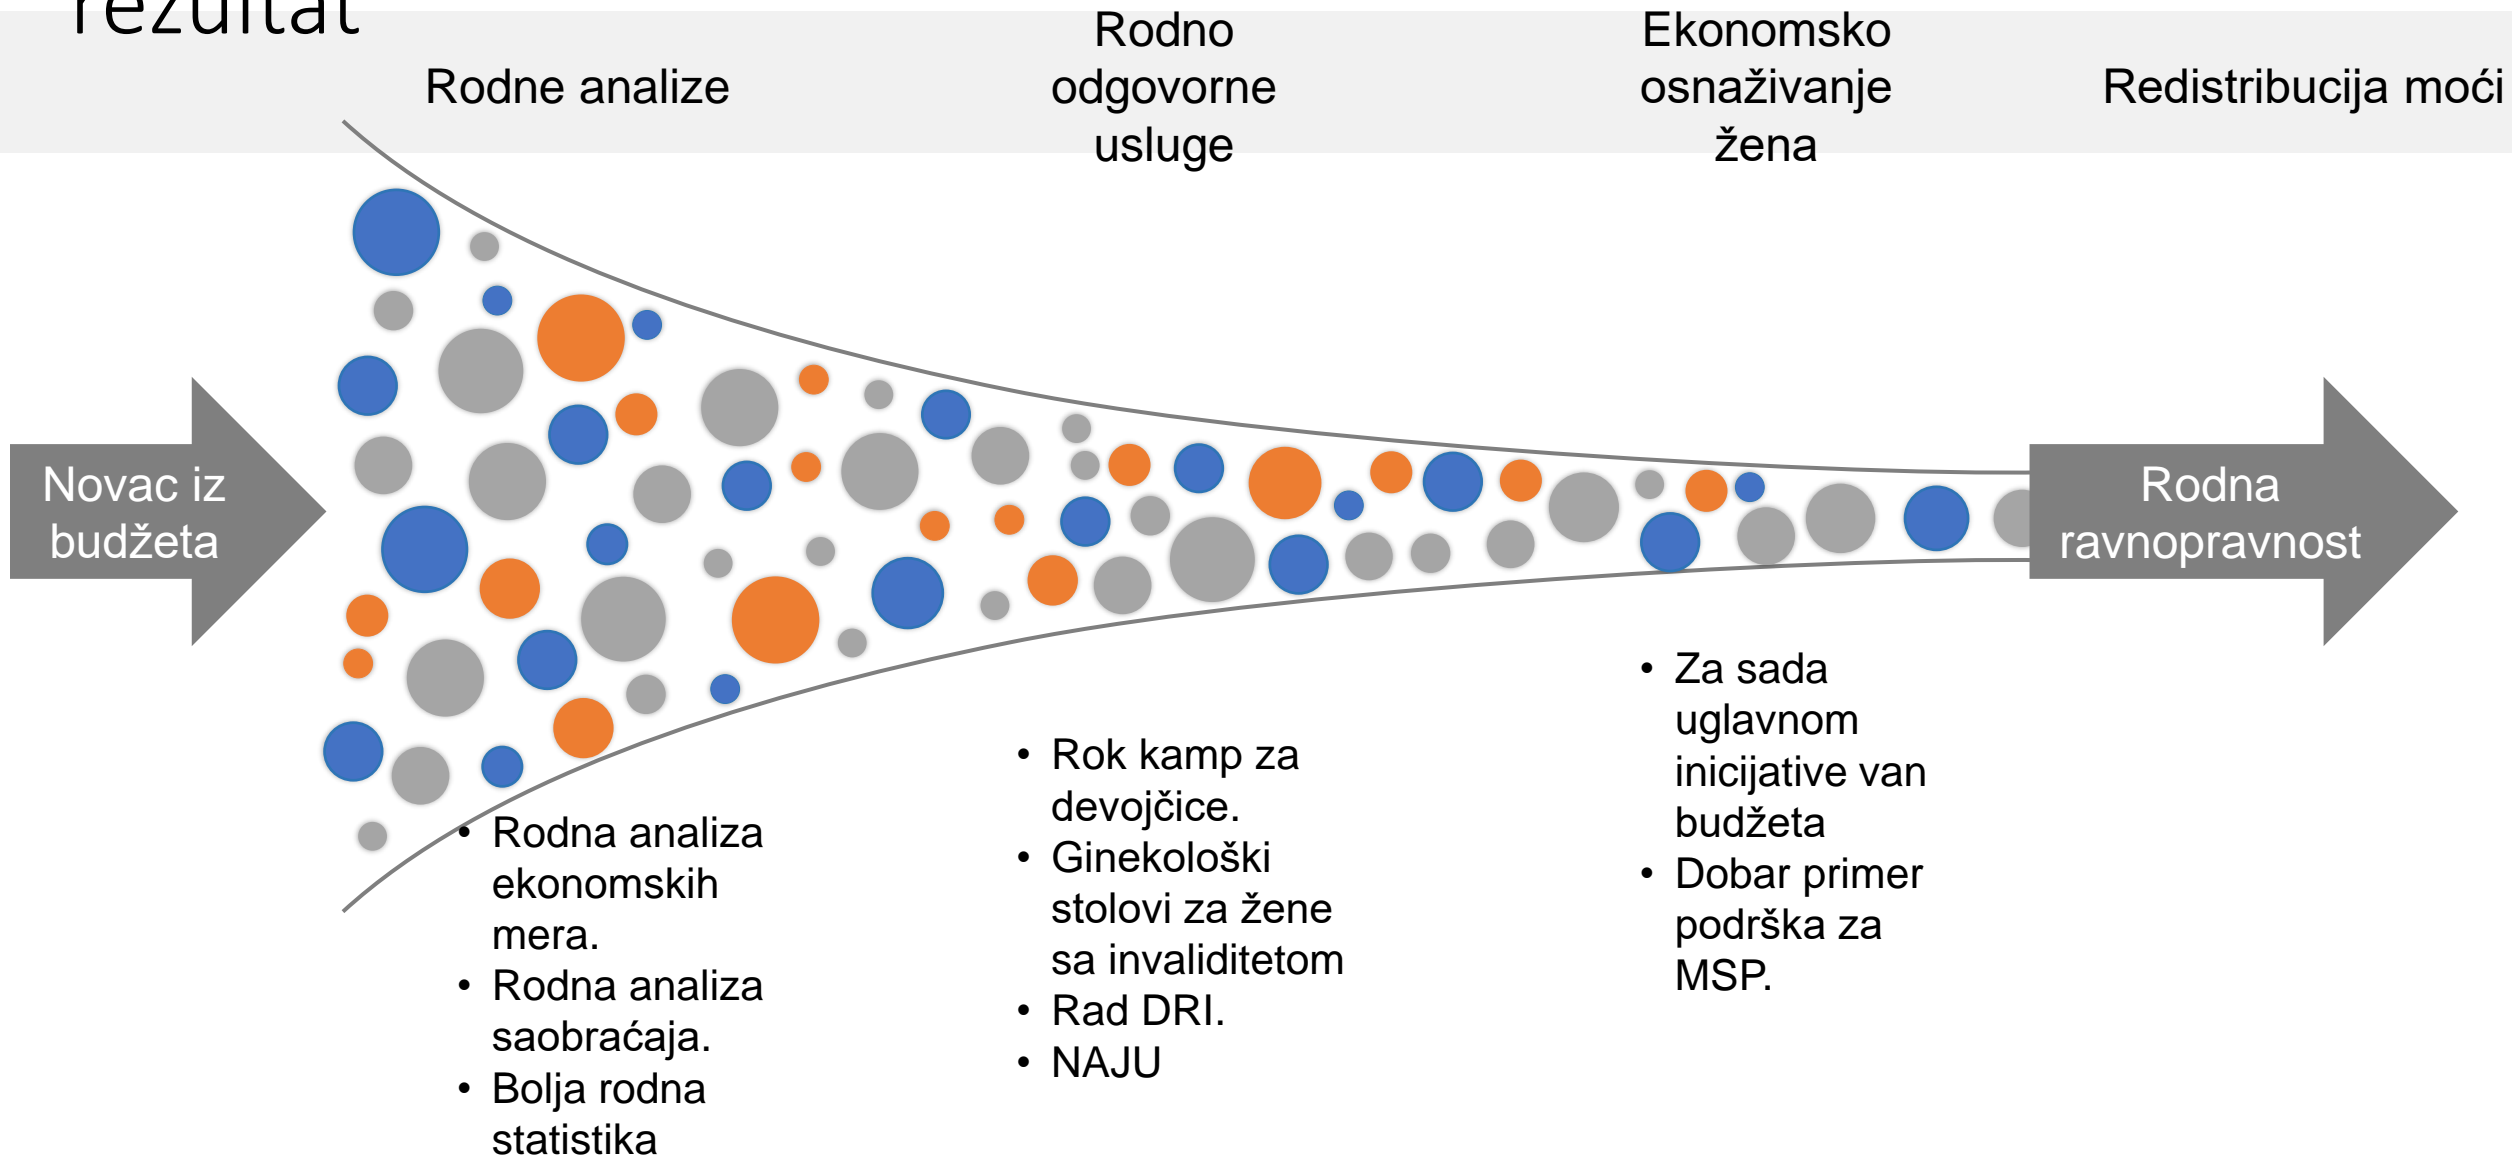 rezultat
Rodne analize
Rodno
odgovorne
usluge
Ekonomsko
osnaživanje
žena
Redistribucija moći
Novac iz
budžeta
Rodna
ravnopravnost
• Rodna analiza
ekonomskih
mera.
• Rodna analiza
saobraćaja.
• Bolja rodna
statistika
• Rok kamp za
devojčice.
• Ginekološki
stolovi za žene
sa invaliditetom
• Rad DRI.
• NAJU
• Za sada
uglavnom
inicijative van
budžeta
• Dobar primer
podrška za
MSP.